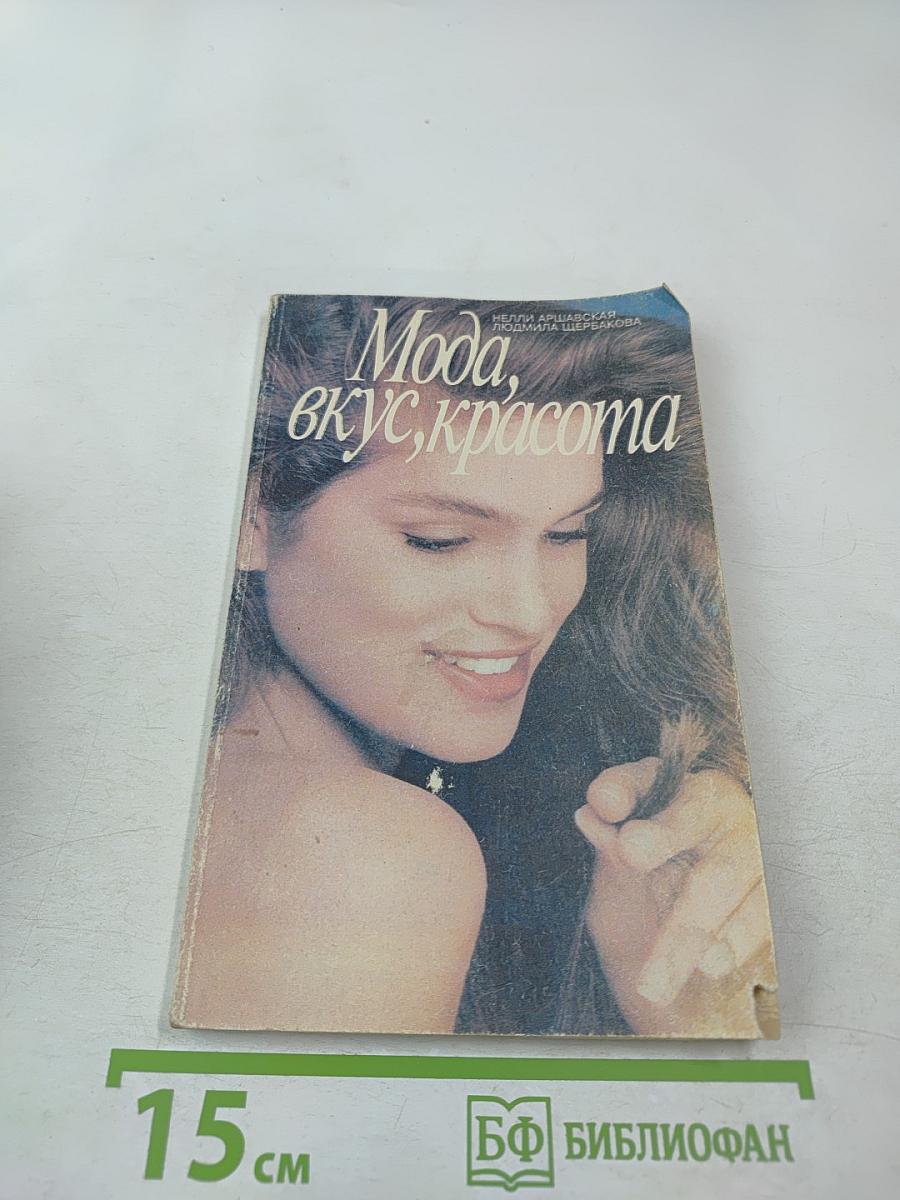 НЕЛЛИ АРШАВСКАЯ
ЛЮДМИЛА ЩЕРБАКОВА
Мода,
вкус, красота
15 см
БФ БИБЛИОФАН